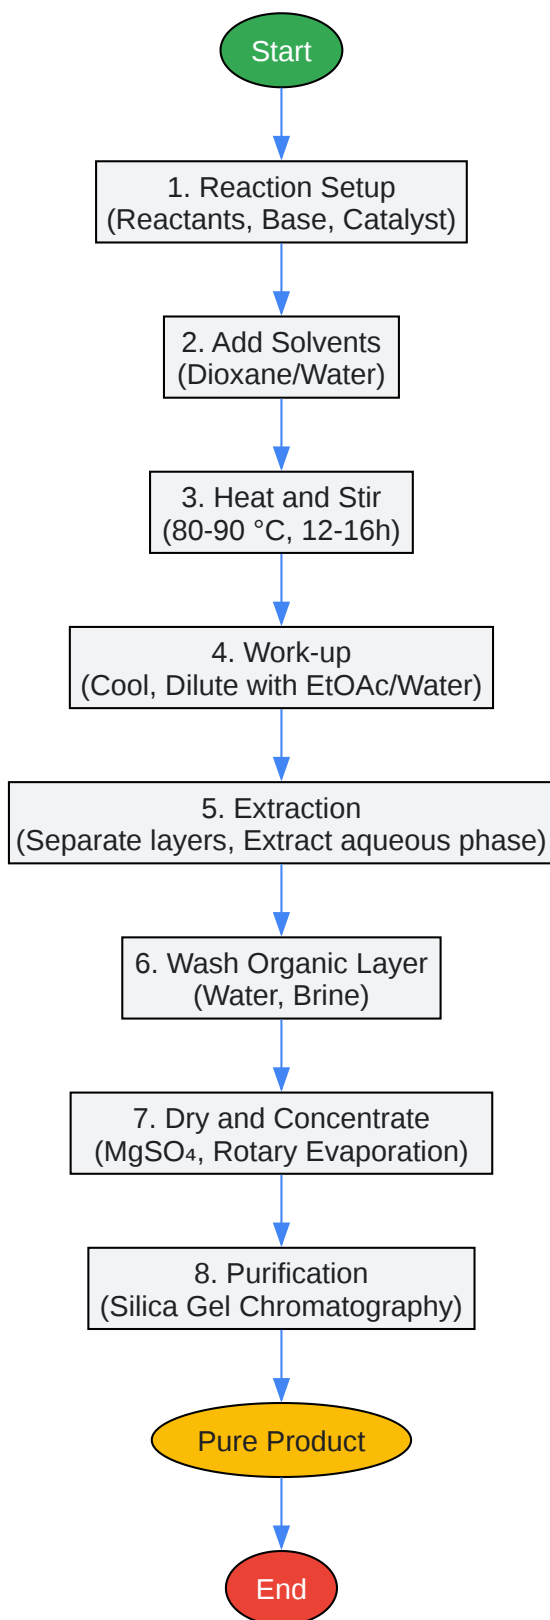 Start
1. Reaction Setup
(Reactants, Base, Catalyst)
2. Add Solvents
(Dioxane/Water)
3. Heat and Stir
(80-90 °C, 12-16h)
4. Work-up
(Cool, Dilute with EtOAc/Water)
5. Extraction
(Separate layers, Extract aqueous phase)
6. Wash Organic Layer
(Water, Brine)
7. Dry and Concentrate
(MgSO₄, Rotary Evaporation)
8. Purification
(Silica Gel Chromatography)
Pure Product
End